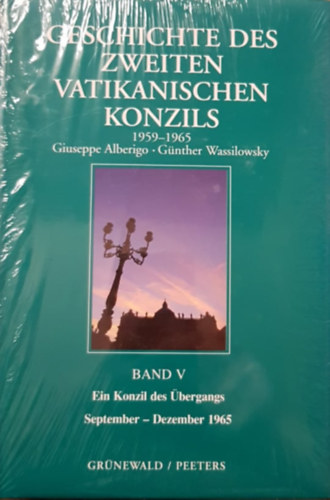 GESCHICHTE DES
ZWEITEN
VATIKANISCHEN
KONZILS
1959–1965
Giuseppe Alberigo · Günther Wassilowsky
BAND V
Ein Konzil des Übergangs
September – Dezember 1965
GRÜNEWALD / PEETERS